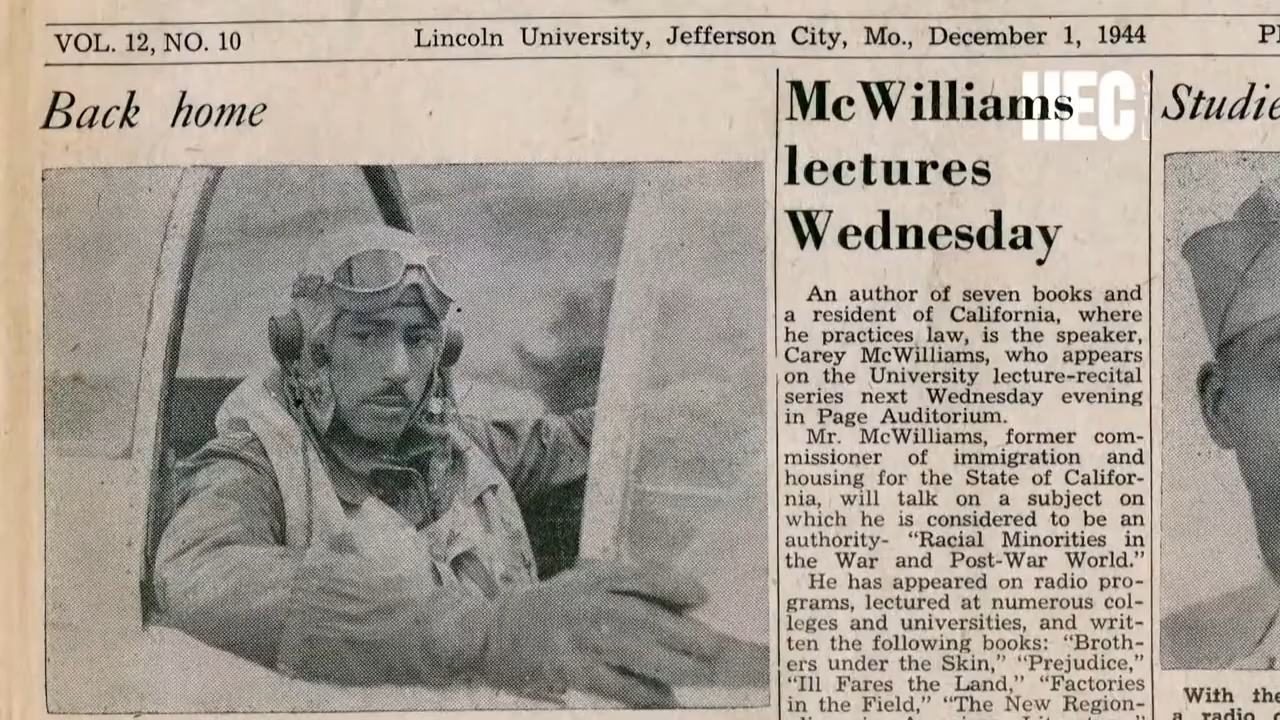 VOL. 12, NO. 10
Lincoln University, Jefferson City, Mo., December 1, 1944
Back home
McWilliams
lectures
Wednesday
An author of seven books and
a resident of California, where
he practices law, is the speaker,
Carey McWilliams, who appears
on the University lecture-recital
series next Wednesday evening
in Page Auditorium.
Mr. McWilliams, former com-
missioner of immigration and
housing for the State of Califor-
nia, will talk on a subject on
which he is considered to be an
authority- “Racial Minorities in
the War and Post-War World.”
He has appeared on radio pro-
grams, lectured at numerous col-
leges and universities, and writ-
ten the following books: “Broth-
ers under the Skin,” “Prejudice,”
“Ill Fares the Land,” “Factories
in the Field,” “The New Region-
HEC
Studie
With the
a radio